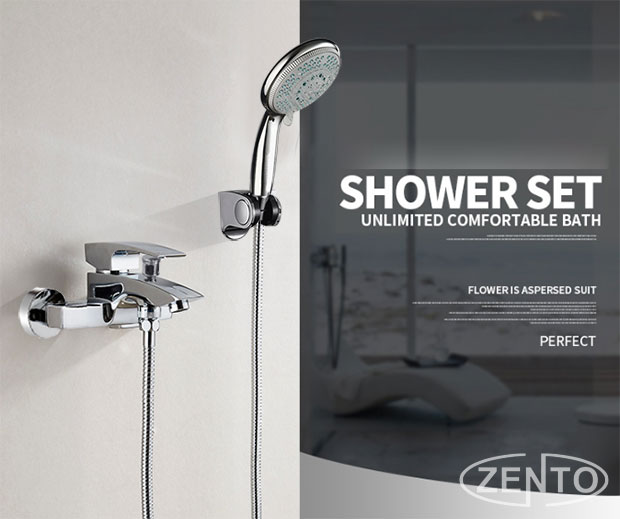 SHOWER SET
UNLIMITED COMFORTABLE BATH
FLOWER IS ASPERSED SUIT
PERFECT
ZENTO